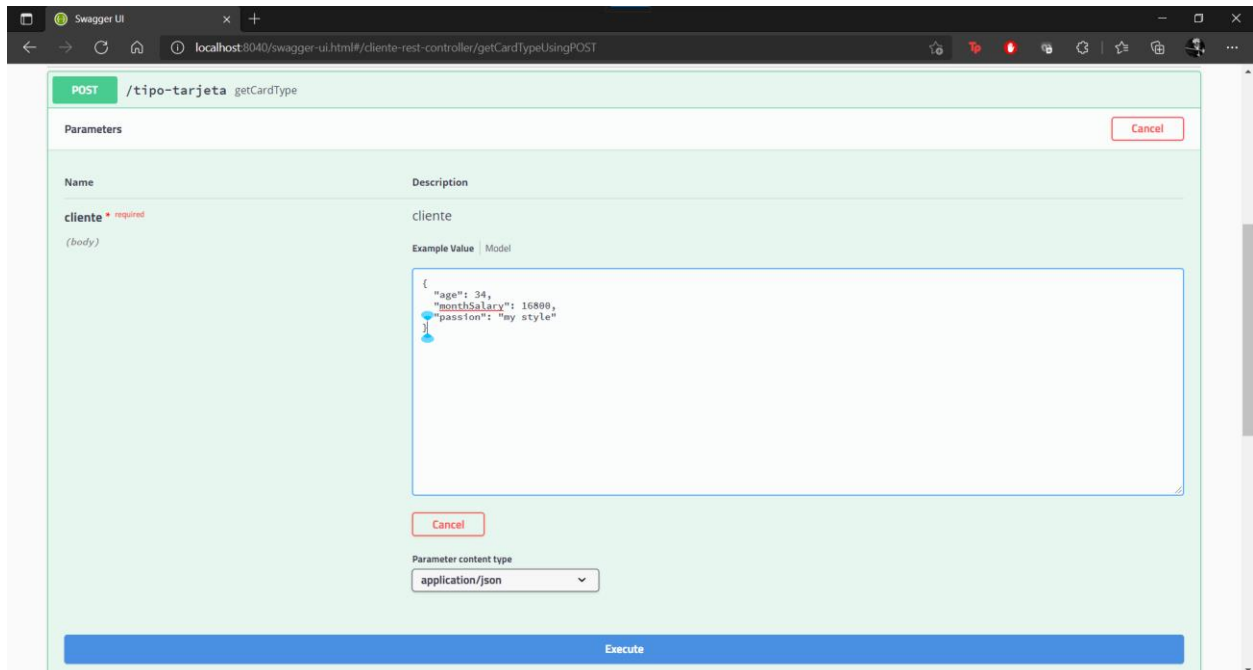 Swagger UI
localhost:8040/swagger-ui.html#/cliente-rest-controller/getCardTypeUsingPOST
POST /tipo-tarjeta getCardType
Parameters
Cancel
Name Description
cliente * required cliente
(body)
Example Value | Model
{
"age": 34,
"monthSalary": 16800,
"passion": "my style"
}
Cancel
Parameter content type
application/json
Execute